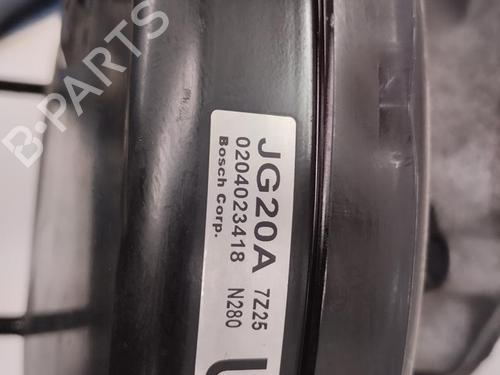 B-PARTS
JG20A 7Z25
0204023418 N280
Bosch Corp.